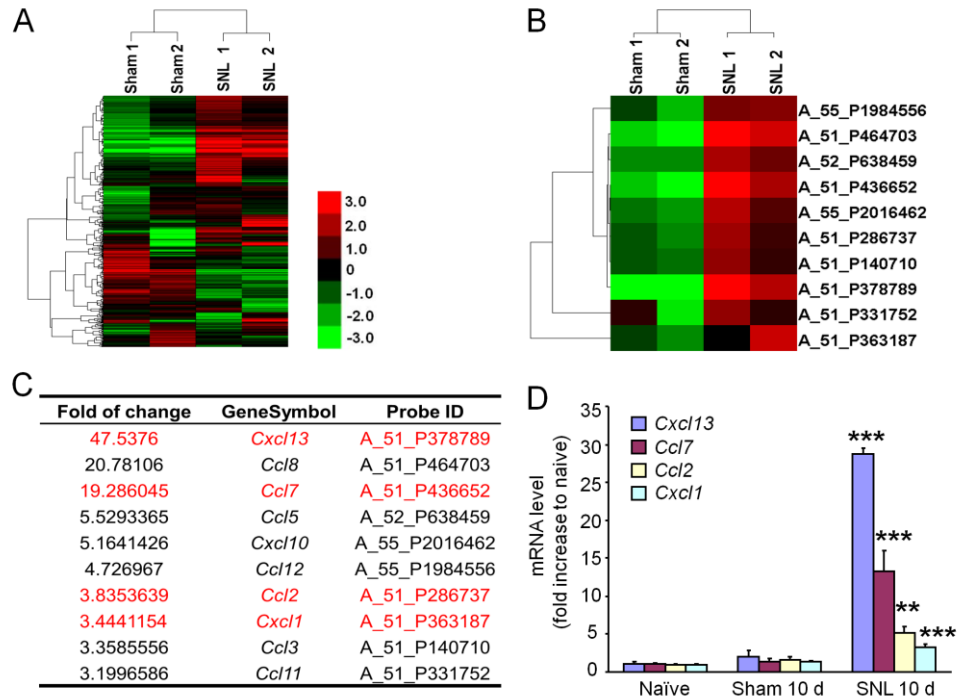 A
Sham 1
Sham 2
SNL 1
SNL 2
3.0
2.0
1.0
0
-1.0
-2.0
-3.0
B
Sham 1
Sham 2
SNL 1
SNL 2
A_55_P1984556
A_51_P464703
A_52_P638459
A_51_P436652
A_55_P2016462
A_51_P286737
A_51_P140710
A_51_P378789
A_51_P331752
A_51_P363187
C
Fold of change GeneSymbol Probe ID
47.5376 Cxcl13 A_51_P378789
20.78106 Ccl8 A_51_P464703
19.286045 Ccl7 A_51_P436652
5.5293365 Ccl5 A_52_P638459
5.1641426 Cxcl10 A_55_P2016462
4.726967 Ccl12 A_55_P1984556
3.8353639 Ccl2 A_51_P286737
3.4441154 Cxcl1 A_51_P363187
3.3585556 Ccl3 A_51_P140710
3.1996586 Ccl11 A_51_P331752
D
mRNA level
(fold increase to naive)
35
30
25
20
15
10
5
0
Cxcl13
Ccl7
Ccl2
Cxcl1
***
***
**
***
Naïve Sham 10 d SNL 10 d